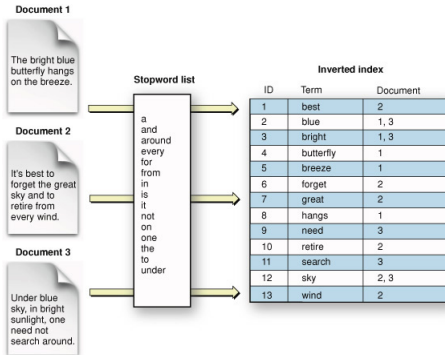 Document 1
The bright blue
butterfly hangs
on the breeze.
Document 2
It's best to
forget the great
sky and to
retire from
every wind.
Document 3
Under blue
sky, in bright
sunlight, one
need not
search around.
Stopword list
a
and
around
every
for
from
in
is
it
not
on
one
the
to
under
Inverted index
ID Term Document
1 best 2
2 blue 1, 3
3 bright 1, 3
4 butterfly 1
5 breeze 1
6 forget 2
7 great 2
8 hangs 1
9 need 3
10 retire 2
11 search 3
12 sky 2, 3
13 wind 2